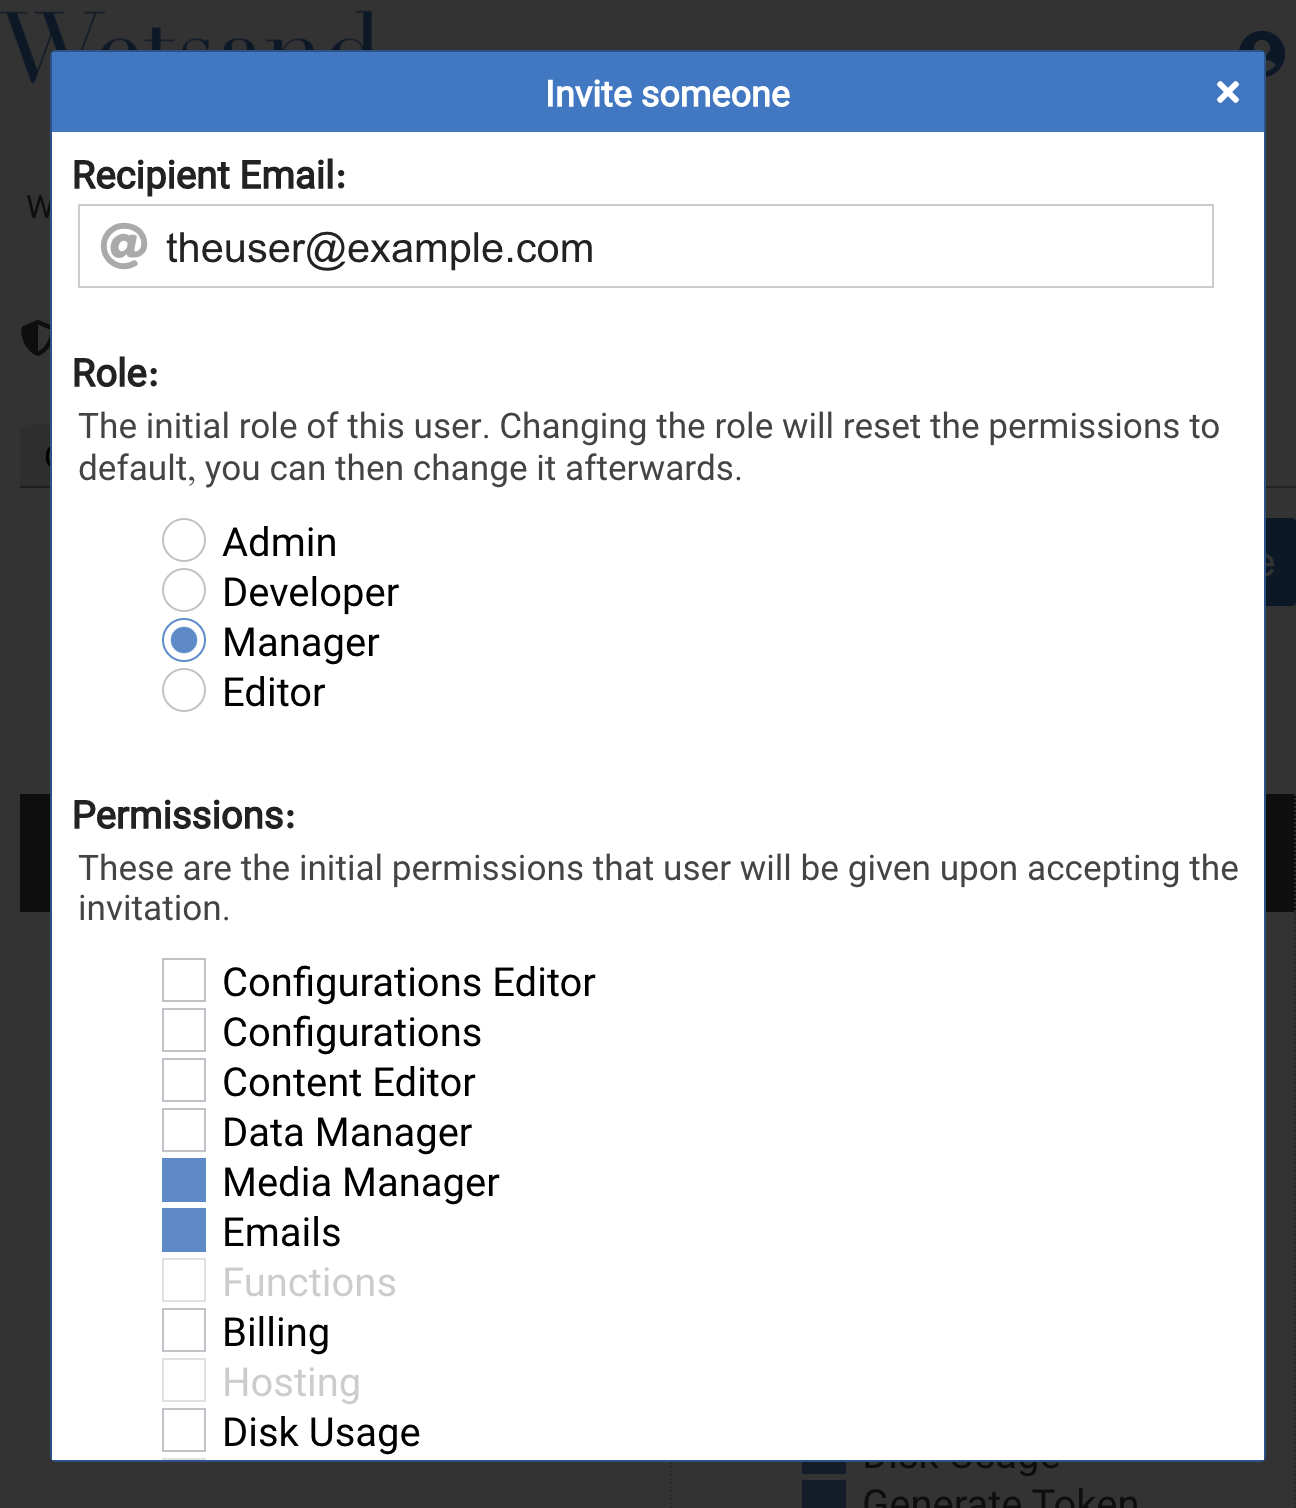 Wetsand
Invite someone
Recipient Email:
@ theuser@example.com
Role:
The initial role of this user. Changing the role will reset the permissions to
default, you can then change it afterwards.
Admin
Developer
Manager
Editor
Permissions:
These are the initial permissions that user will be given upon accepting the
invitation.
Configurations Editor
Configurations
Content Editor
Data Manager
Media Manager
Emails
Functions
Billing
Hosting
Disk Usage
Disk Usage
Generate Token